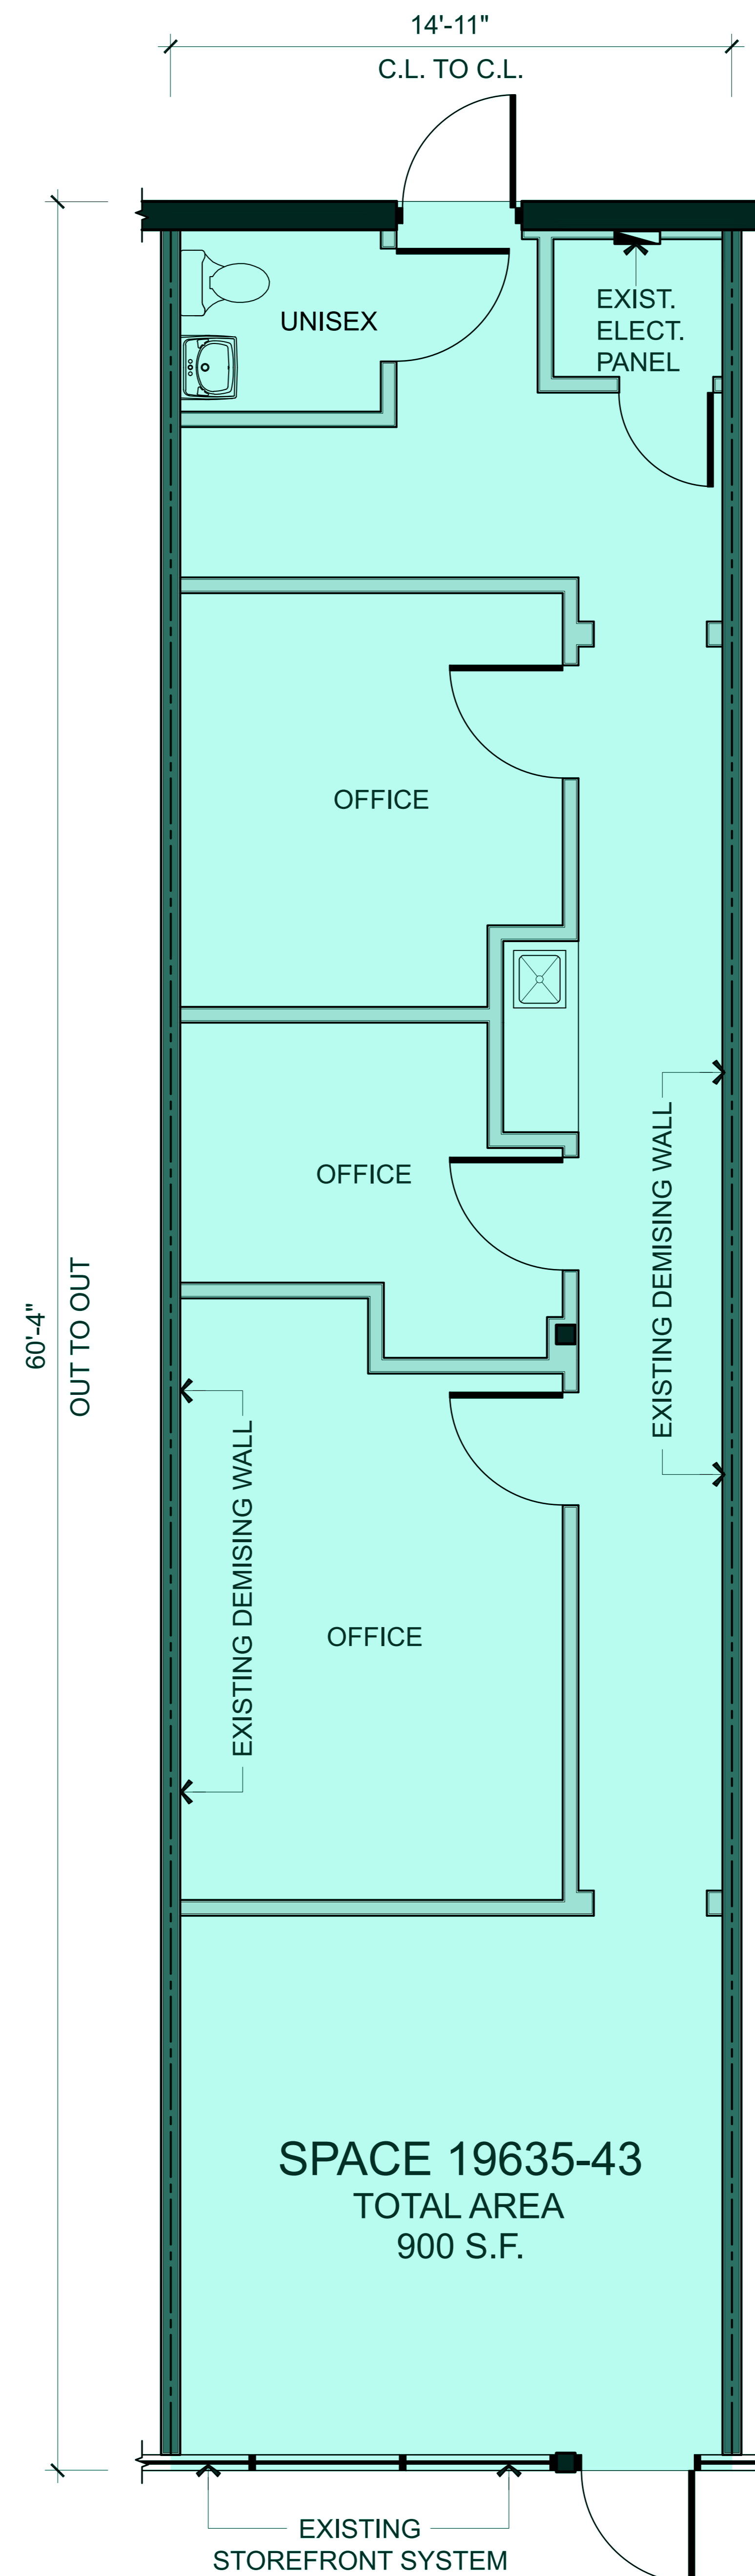 14'-11"
C.L. TO C.L.
UNISEX
EXIST.
ELECT.
PANEL
OFFICE
OFFICE
EXISTING DEMISING WALL
60'-4"
OUT TO OUT
EXISTING DEMISING WALL
OFFICE
SPACE 19635-43
TOTAL AREA
900 S.F.
EXISTING
STOREFRONT SYSTEM